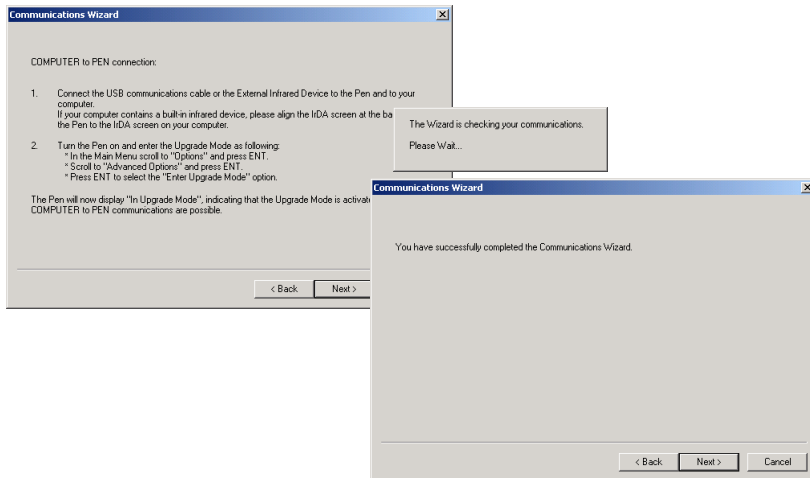 Communications Wizard
COMPUTER to PEN connection:
1. Connect the USB communications cable or the External Infrared Device to the Pen and to your
computer.
If your computer contains a built-in infrared device, please align the IrDA screen at the
the Pen to the IrDA screen on your computer.
2. Turn the Pen on and enter the Upgrade Mode as following:
* In the Main Menu scroll to "Options" and press ENT.
* Scroll to "Advanced Options" and press ENT.
* Press ENT to select the "Enter Upgrade Mode" option.
The Pen will now display "In Upgrade Mode", indicating that the Upgrade Mode is
COMPUTER to PEN communications are possible.
< Back
Next >
The Wizard is checking your communications.
Please Wait...
Communications Wizard
You have successfully completed the Communications Wizard.
< Back
Next >
Cancel